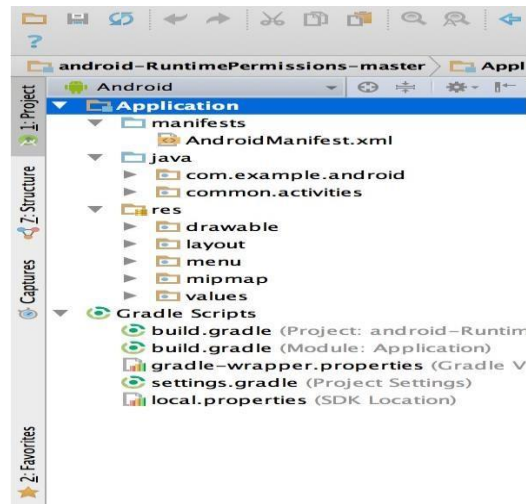 ?
android-RuntimePermissions-master Appl
Android
1: Project
Application
manifests
AndroidManifest.xml
java
com.example.android
common.activities
res
drawable
layout
menu
mipmap
values
Gradle Scripts
build.gradle (Project: android-Runtim
build.gradle (Module: Application)
gradle-wrapper.properties (Gradle V
settings.gradle (Project Settings)
local.properties (SDK Location)
7: Structure
Captures
2: Favorites